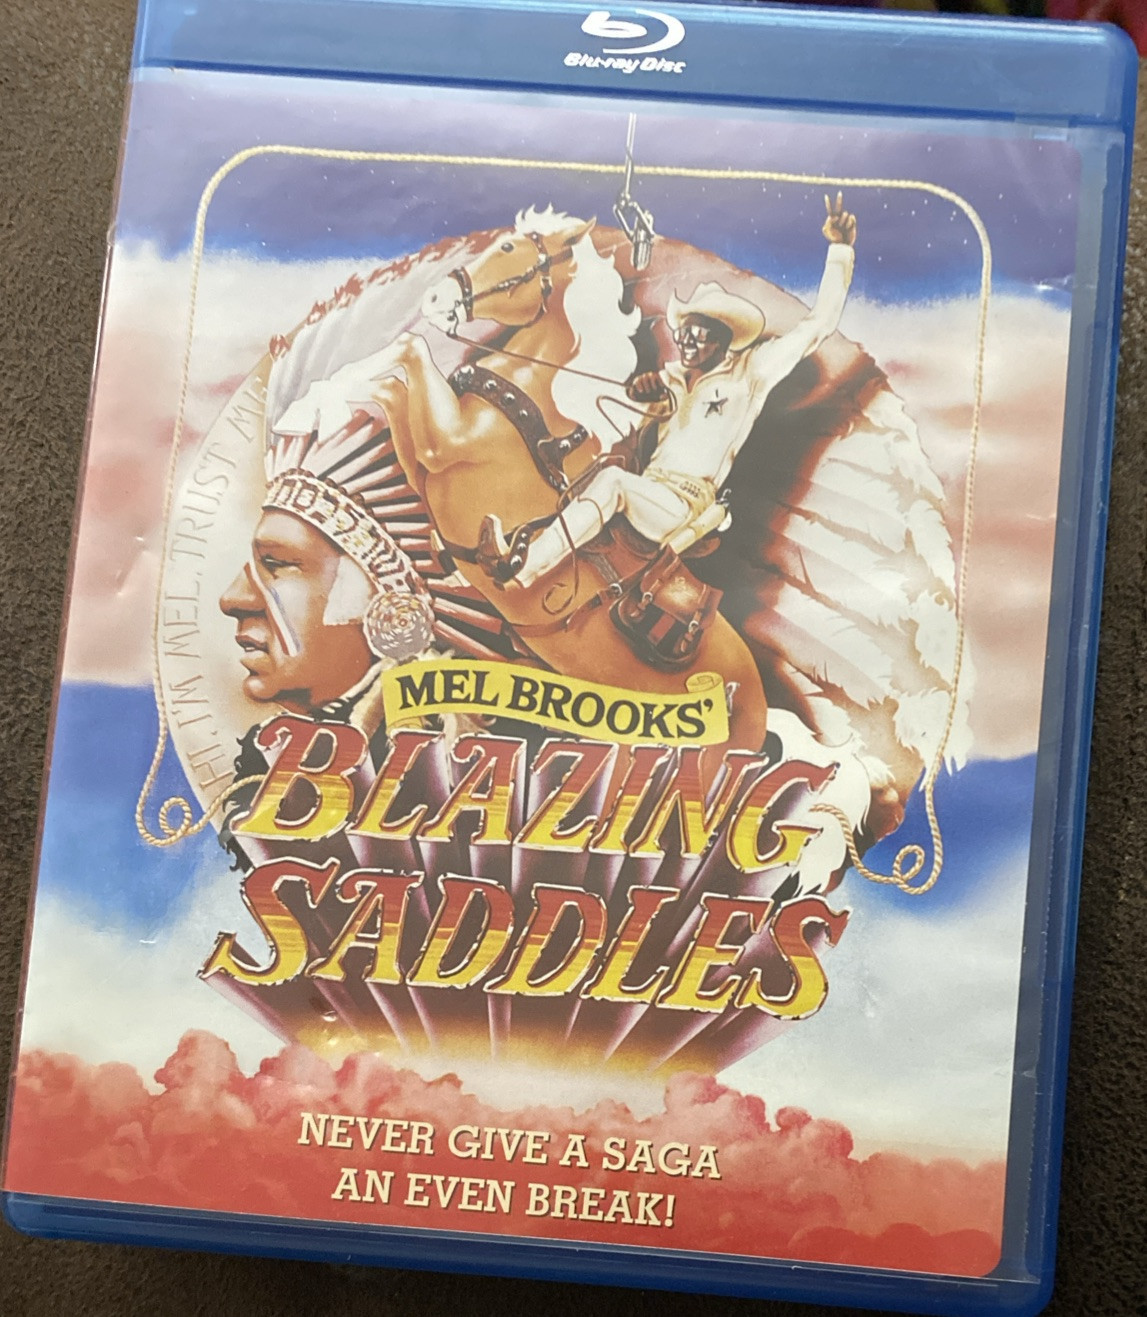 Blu-ray Disc
HI, I'M MEL, TRUST ME
MEL BROOKS'
BLAZING
SADDLES
NEVER GIVE A SAGA
AN EVEN BREAK!